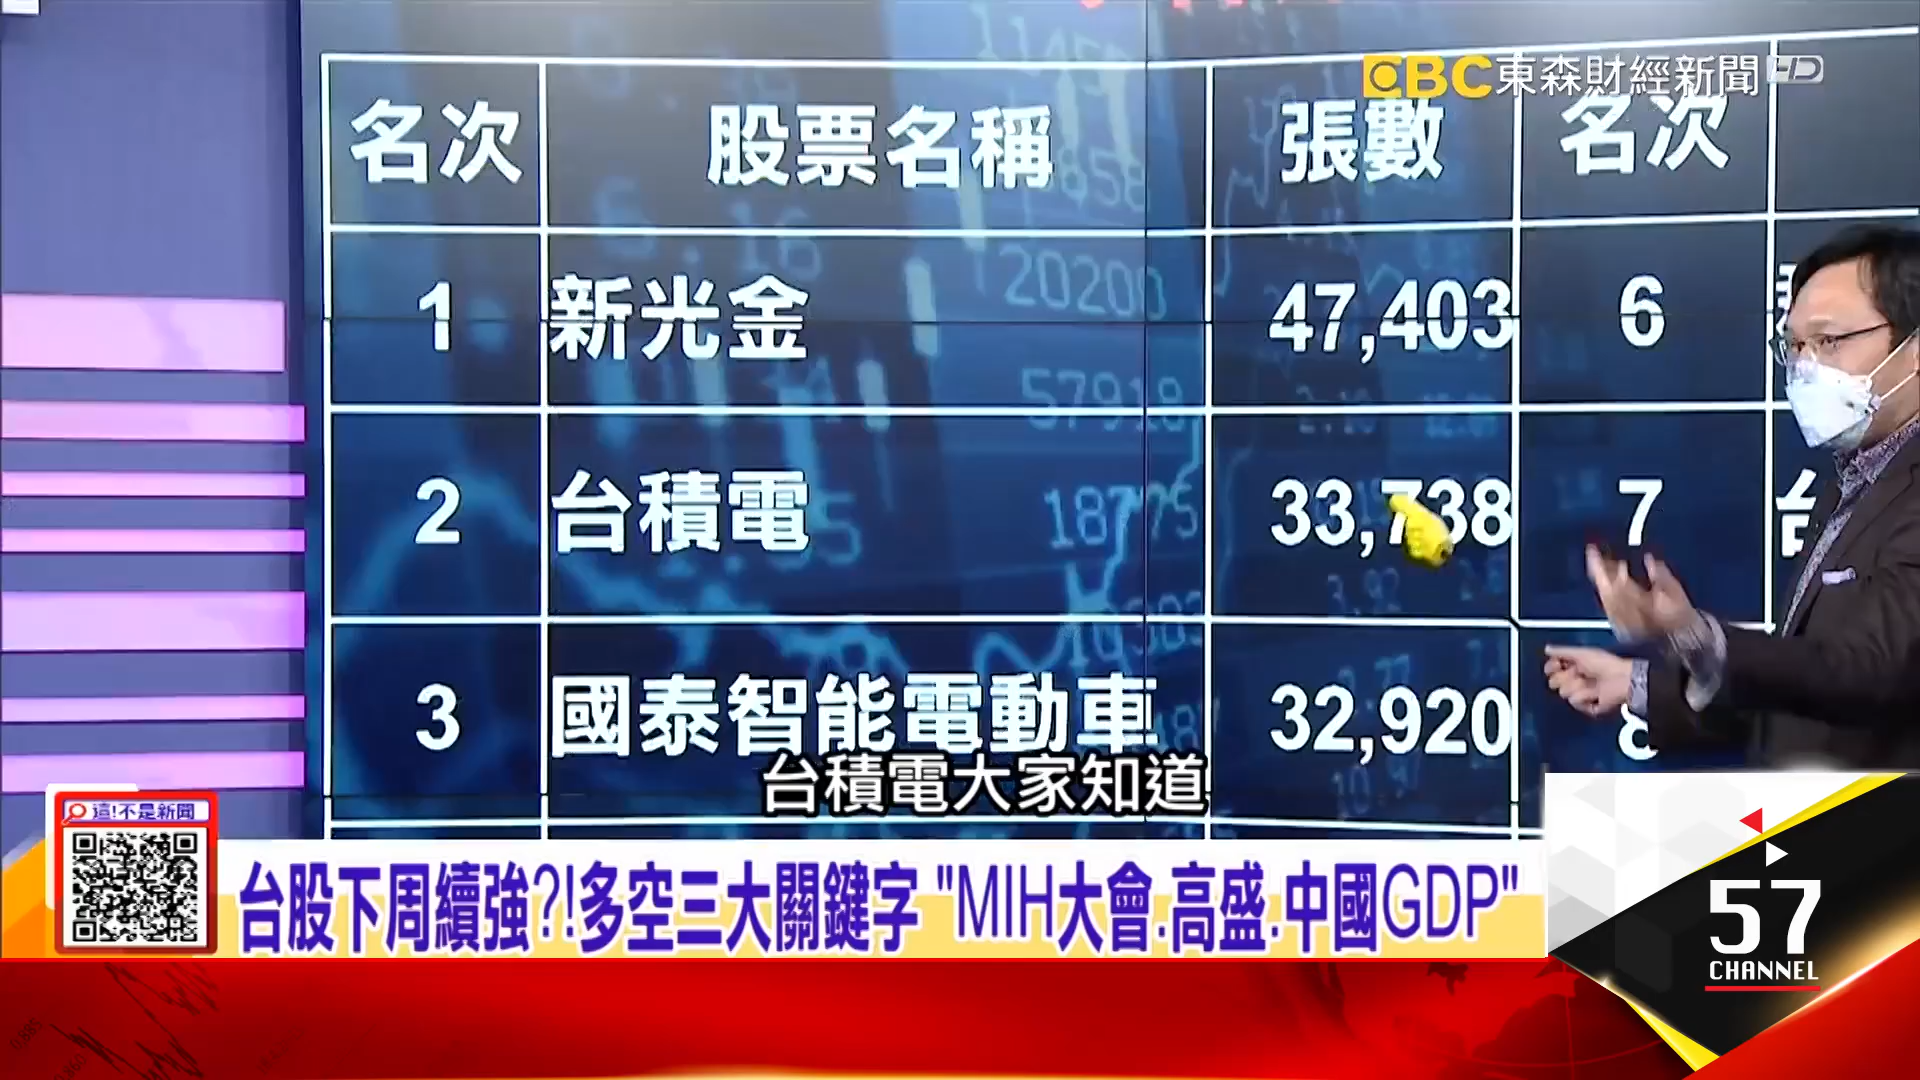 EBC東森財經新聞HD
名次 股票名稱 張數 名次
1 新光金 47,403 6
2 台積電 33,738 7 台
3 國泰智能電動車 32,920 8
台積電大家知道
這!不是新聞
台股下周續強?!多空三大關鍵字 "MIH大會.高盛.中國GDP"
57
CHANNEL